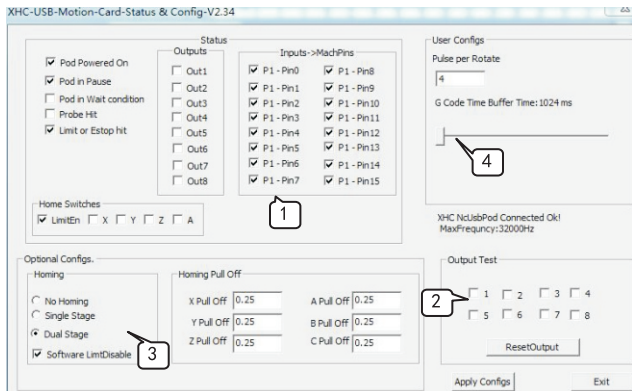 XHC-USB-Motion-Card-Status & Config-V2.34
Status
Pod Powered On
Pod in Pause
Pod in Wait condition
Probe Hit
Limit or Estop hit
Outputs
Out1
Out2
Out3
Out4
Out5
Out6
Out7
Out8
Inputs->MachPins
P1-Pin0 P1-Pin8
P1-Pin1 P1-Pin9
P1-Pin2 P1-Pin10
P1-Pin3 P1-Pin11
P1-Pin4 P1-Pin12
P1-Pin5 P1-Pin13
P1-Pin6 P1-Pin14
P1-Pin7 P1-Pin15
1
Home Switches
LimitEn X Y Z A
User Configs
Pulse per Rotate
4
G Code Time Buffer Time:1024 ms
4
XHC NcUsbPod Connected Ok!
MaxFrequncy:32000Hz
Optional Configs.
Homing
No Homing
Single Stage
Dual Stage
Software LimtDisable
3
Homing Pull Off
X Pull Off 0.25 A Pull Off 0.25
Y Pull Off 0.25 B Pull Off 0.25
Z Pull Off 0.25 C Pull Off 0.25
Output Test
2
1 2 3 4
5 6 7 8
ResetOutput
Apply Configs Exit